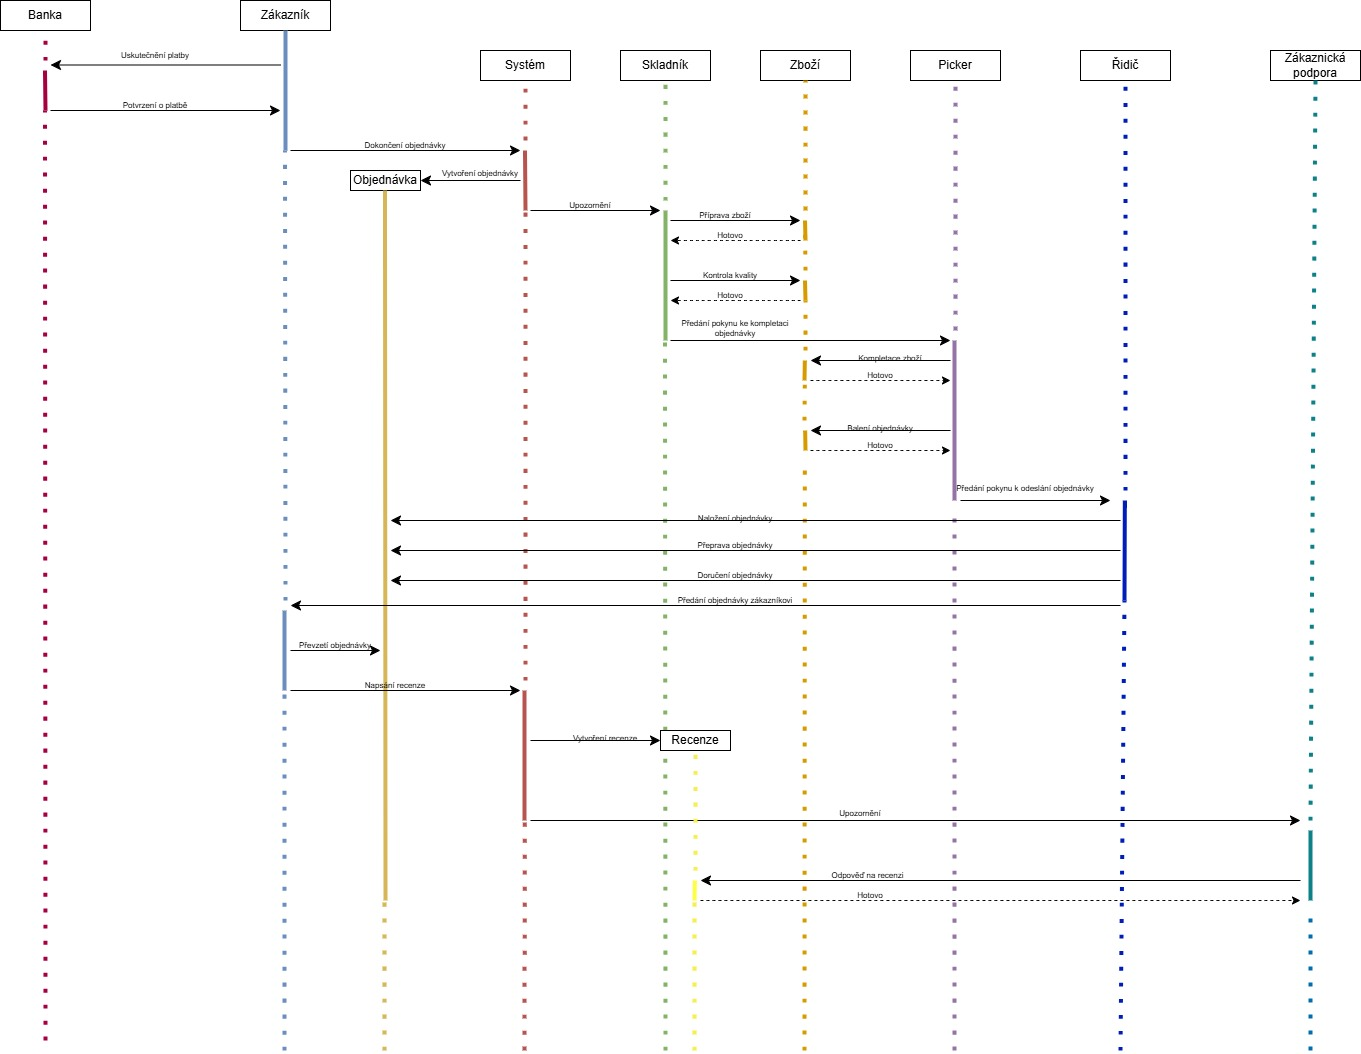 Banka
Zákazník
Uskutečnění platby
Systém
Skladník
Zboží
Picker
Řidič
Zákaznická
podpora
Potvrzení o platbě
Dokončení objednávky
Objednávka
Vytvoření objednávky
Upozornění
Příprava zboží
Hotovo
Kontrola kvality
Hotovo
Předání pokynu ke kompletaci
objednávky
Kompletace zboží
Hotovo
Balení objednávky
Hotovo
Předání pokynu k odeslání objednávky
Naložení objednávky
Přeprava objednávky
Doručení objednávky
Předání objednávky zákazníkovi
Převzetí objednávky
Napsání recenze
Vytvoření recenze
Recenze
Upozornění
Odpověď na recenzi
Hotovo